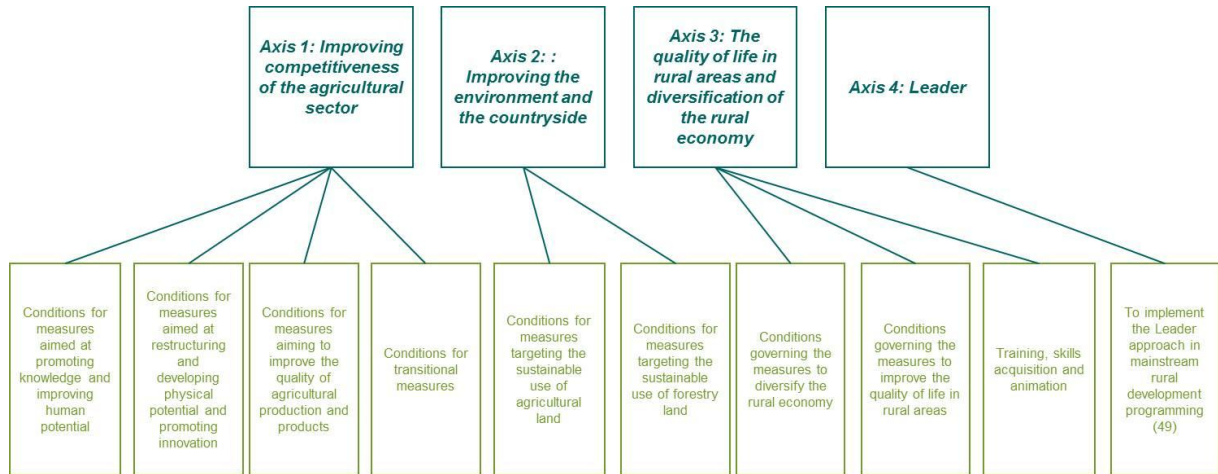 Axis 1: Improving
competitiveness
of the agricultural
sector
Axis 2: :
Improving the
environment and
the countryside
Axis 3: The
quality of life in
rural areas and
diversification of
the rural
economy
Axis 4: Leader
Conditions for
measures
aimed at
promoting
knowledge and
improving
human
potential
Conditions for
measures
aimed at
restructuring
and
developing
physical
potential and
promoting
innovation
Conditions for
measures
aiming to
improve the
quality of
agricultural
production and
products
Conditions for
transitional
measures
Conditions for
measures
targeting the
sustainable
use of
agricultural
land
Conditions for
measures
targeting the
sustainable
use of forestry
land
Conditions
governing the
measures to
diversify the
rural economy
Conditions
governing the
measures to
improve the
quality of life in
rural areas
Training, skills
acquisition and
animation
To implement
the Leader
approach in
mainstream
rural
development
programming
(49)